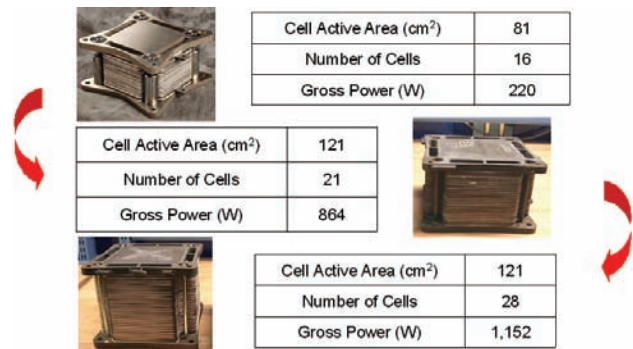 Cell Active Area (cm²) 81
Number of Cells 16
Gross Power (W) 220
Cell Active Area (cm²) 121
Number of Cells 21
Gross Power (W) 864
Cell Active Area (cm²) 121
Number of Cells 28
Gross Power (W) 1,152